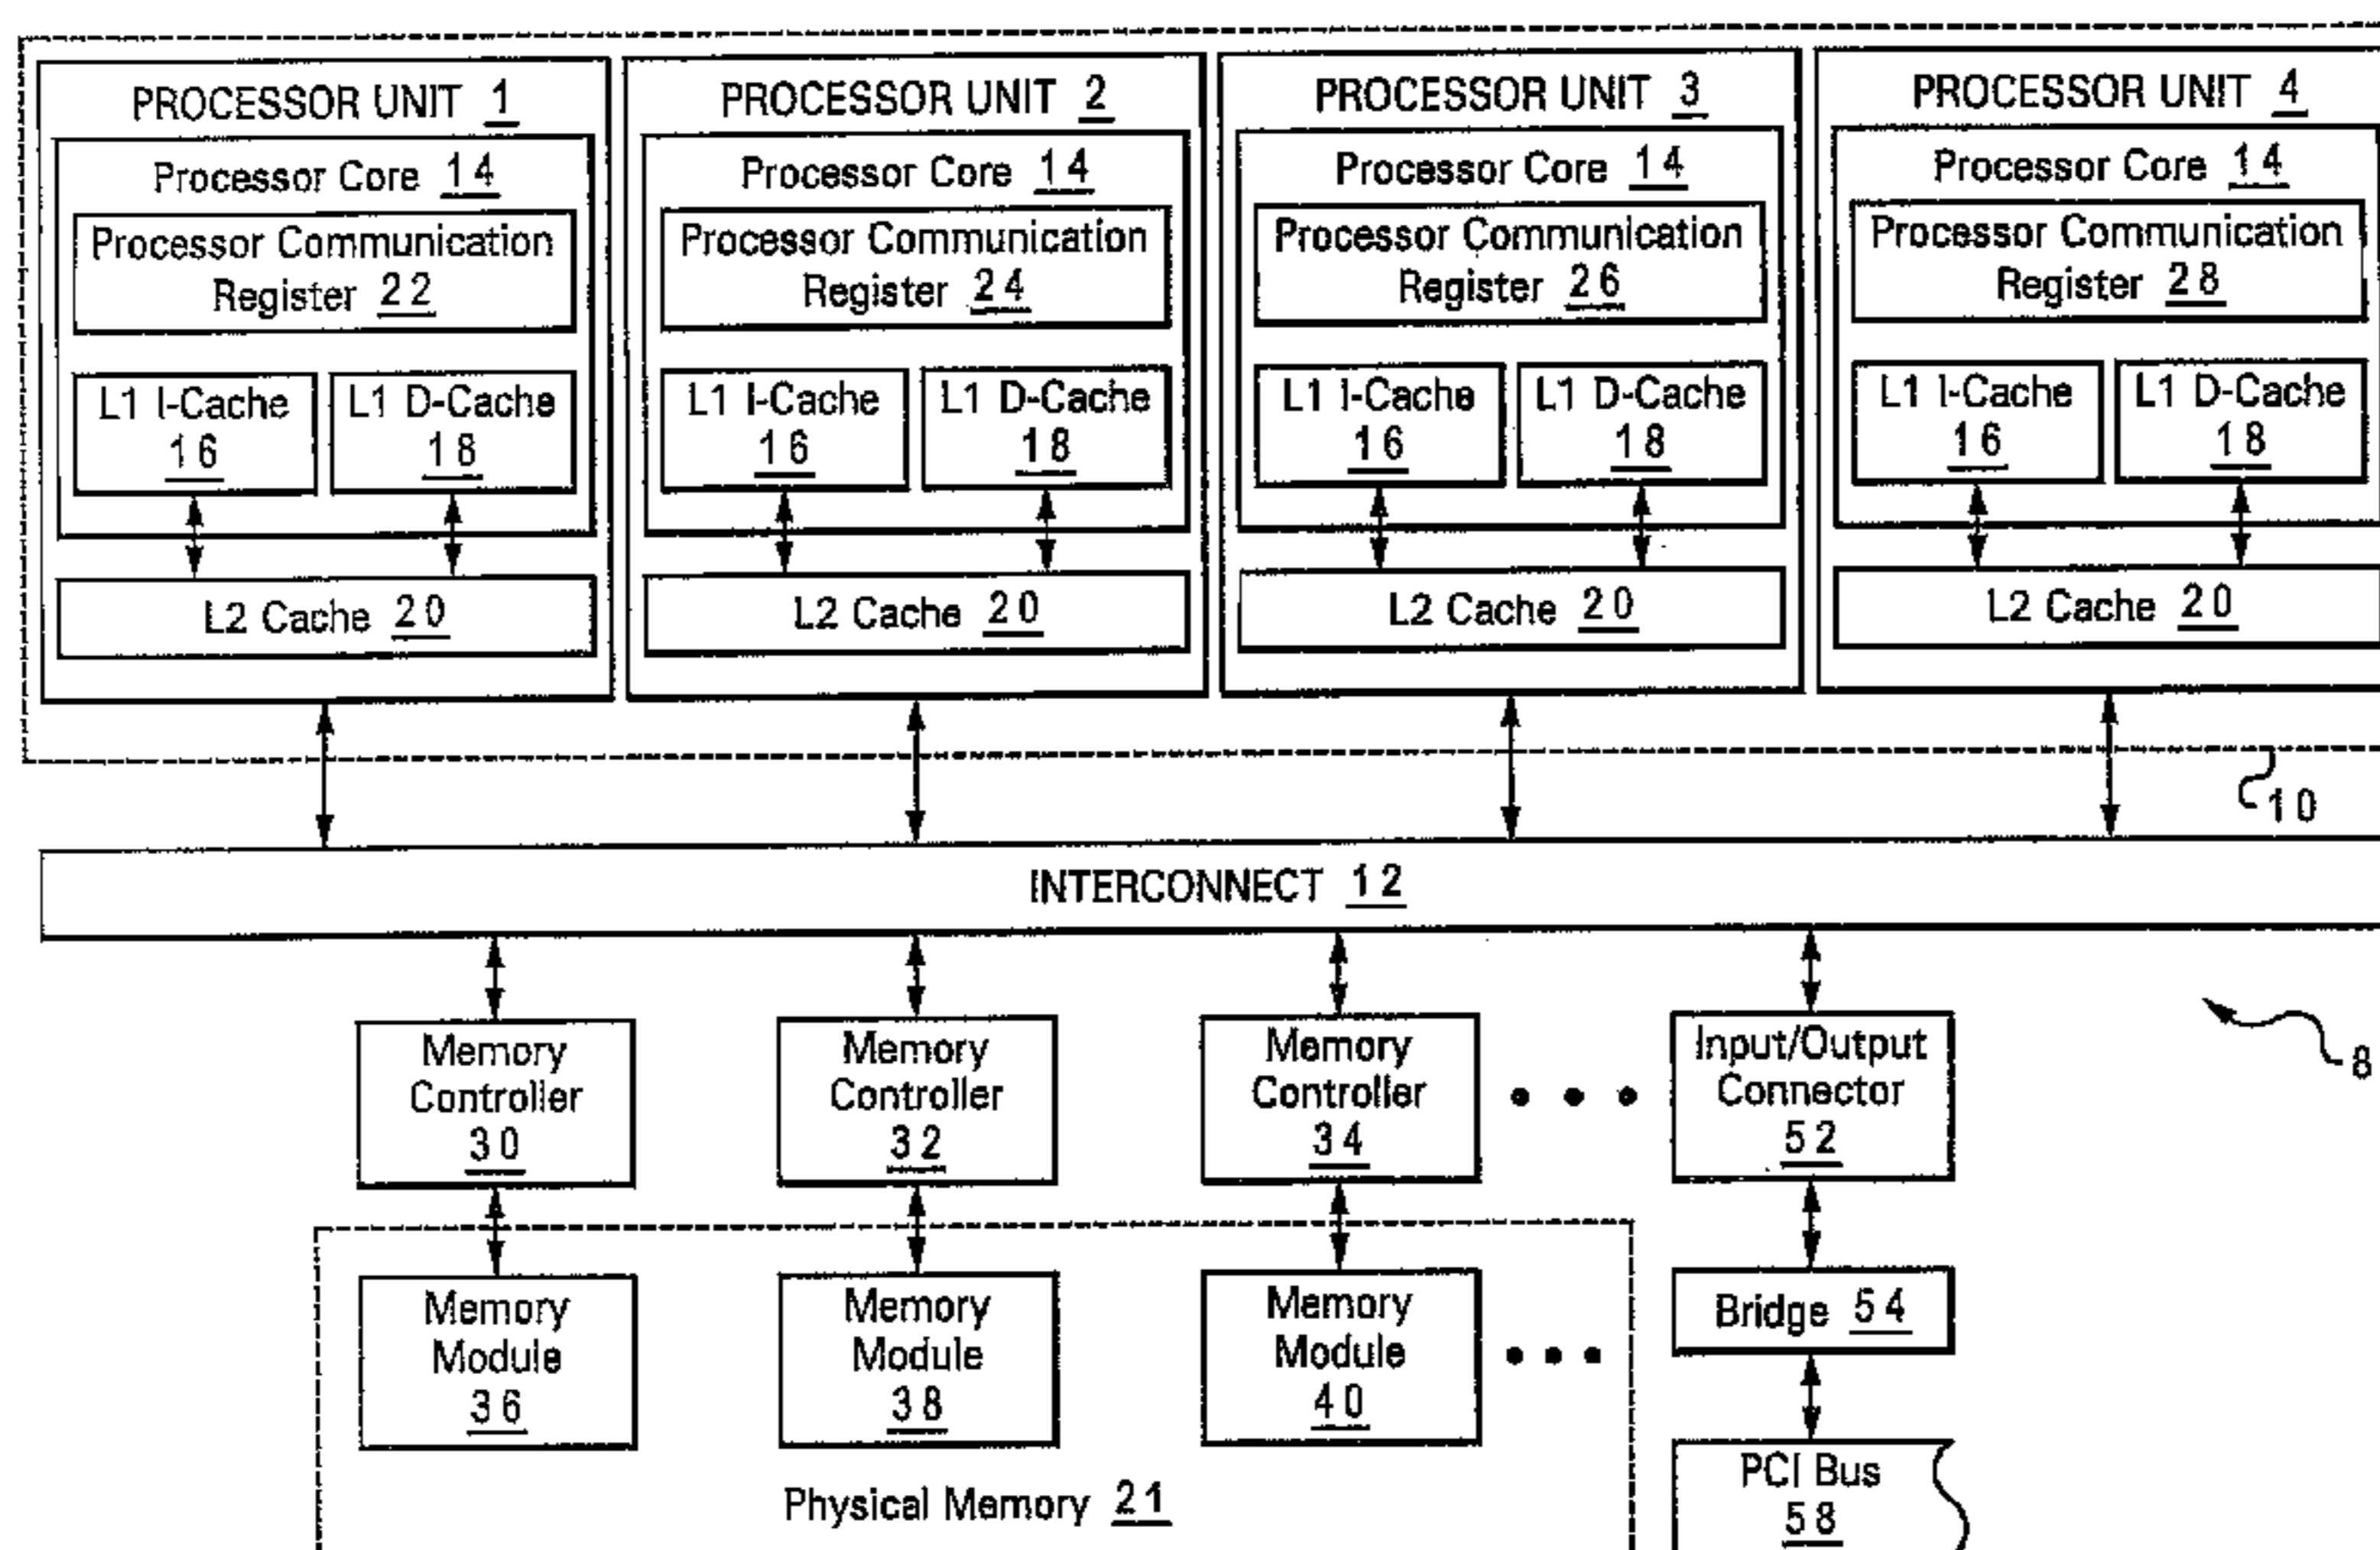 PROCESSOR UNIT 1
Processor Core 14
Processor Communication
Register 22
L1 I-Cache
16
L1 D-Cache
18
L2 Cache 20
PROCESSOR UNIT 2
Processor Core 14
Processor Communication
Register 24
L1 I-Cache
16
L1 D-Cache
18
L2 Cache 20
PROCESSOR UNIT 3
Processor Core 14
Processor Communication
Register 26
L1 I-Cache
16
L1 D-Cache
18
L2 Cache 20
PROCESSOR UNIT 4
Processor Core 14
Processor Communication
Register 28
L1 I-Cache
16
L1 D-Cache
18
L2 Cache 20
10
INTERCONNECT 12
Memory
Controller
30
Memory
Controller
32
Memory
Controller
34
Input/Output
Connector
52
8
Memory
Module
36
Memory
Module
38
Memory
Module
40
Bridge 54
Physical Memory 21
PCI Bus
58